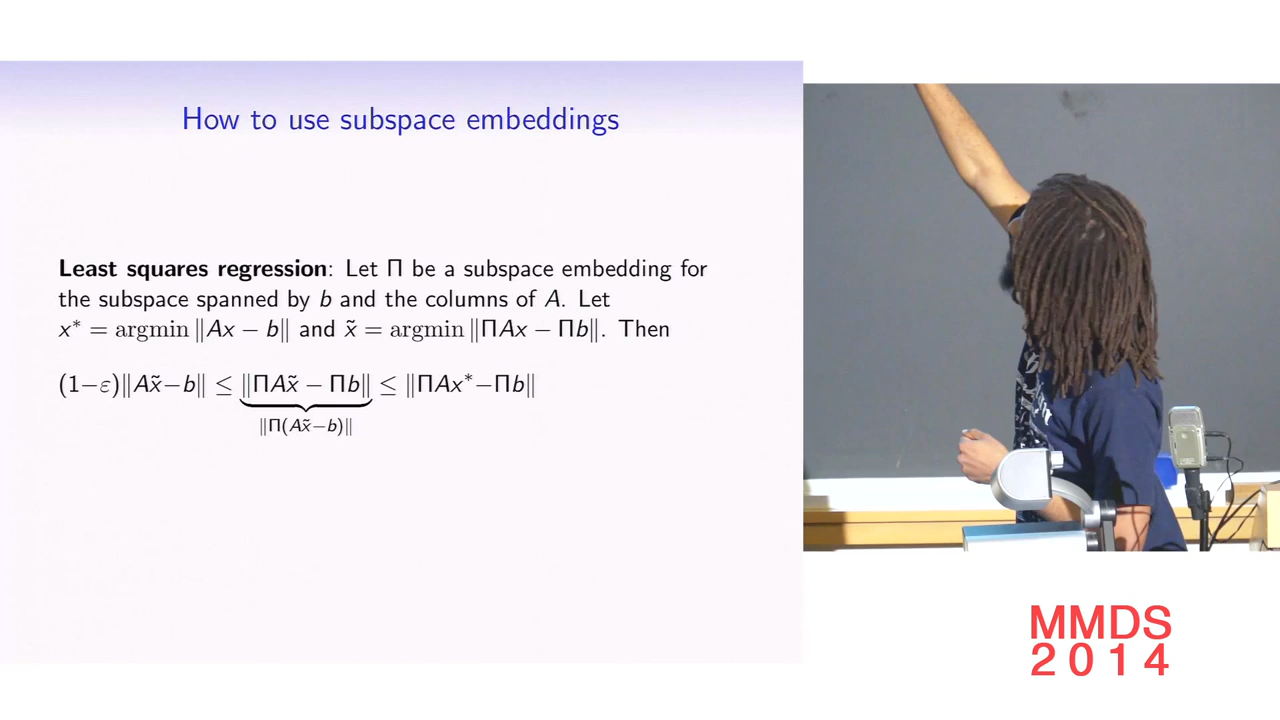 How to use subspace embeddings
Least squares regression: Let Π be a subspace embedding for
the subspace spanned by b and the columns of A. Let
x* = argmin ‖Ax − b‖ and x̃ = argmin ‖ΠAx − Πb‖. Then
(1−ε)‖Ax̃−b‖ ≤ ‖ΠAx̃ − Πb‖ ≤ ‖ΠAx*−Πb‖
‖Π(Ax̃−b)‖
MMDS
2014